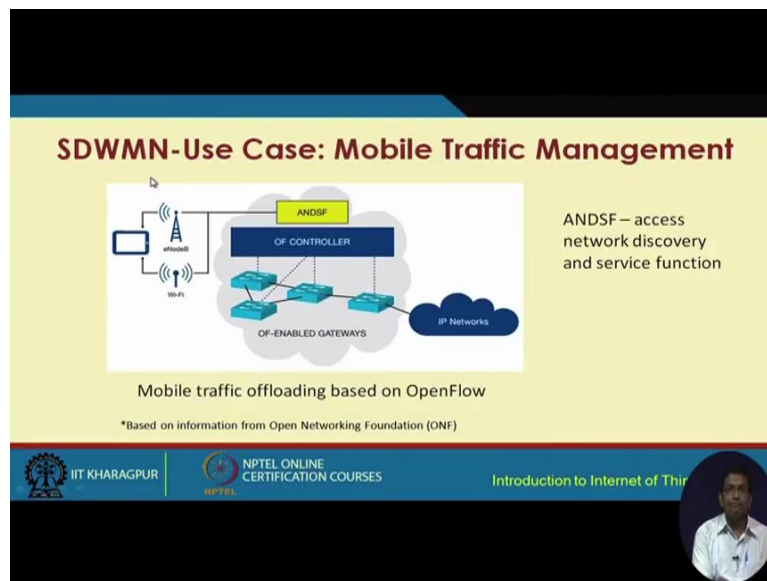 SDWMN-Use Case: Mobile Traffic Management
ANDSF
OF CONTROLLER
eNodeB
Wi-Fi
OF-ENABLED GATEWAYS
IP Networks
ANDSF – access
network discovery
and service function
Mobile traffic offloading based on OpenFlow
*Based on information from Open Networking Foundation (ONF)
IIT KHARAGPUR
NPTEL
NPTEL ONLINE
CERTIFICATION COURSES
Introduction to Internet of